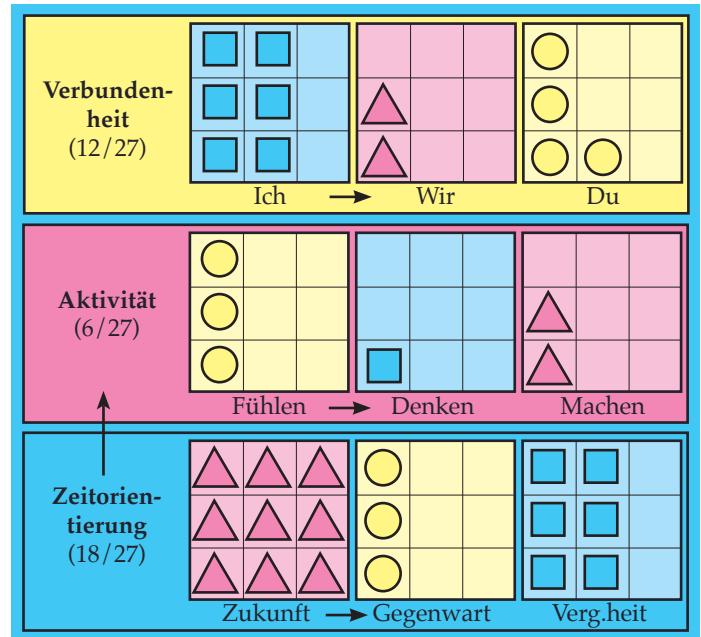 Verbunden-
heit
(12/27)
Ich → Wir Du
Aktivität
(6/27)
Fühlen → Denken Machen
Zeitorien-
tierung
(18/27)
Zukunft → Gegenwart Verg.heit